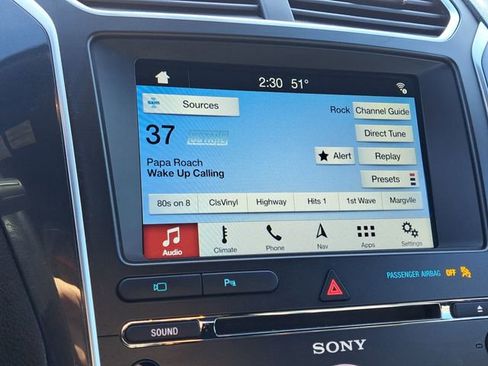 2:30 51°
Sources
Rock
Channel Guide
37
Direct Tune
Papa Roach
Alert
Replay
Wake Up Calling
Presets
80s on 8
ClsVinyl
Highway
Hits 1
1st Wave
Margvlle
Audio
Climate
Phone
Nav
Apps
Settings
PASSENGER AIRBAG OFF
SOUND
SONY